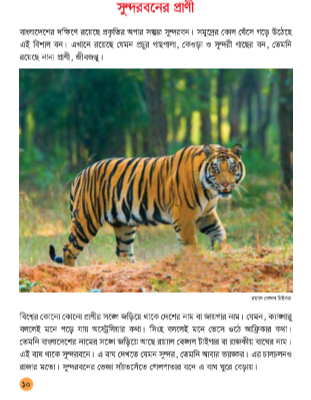 সুন্দরবনের প্রাণী
বাংলাদেশের দক্ষিণে রয়েছে প্রকৃতির অপার সম্ভার সুন্দরবন। সমুদ্রের কোল ঘেঁসে গড়ে উঠেছে
এই বিশাল বন। এখানে রয়েছে যেমন প্রচুর গাছপালা, কেওড়া ও সুন্দরী গাছের বন, তেমনি
রয়েছে নানা প্রাণী, জীবজন্তু।
রয়েল বেঙ্গল টাইগার
বিশ্বের কোনো কোনো প্রাণীর সঙ্গে জড়িয়ে থাকে দেশের নাম বা জায়গার নাম। যেমন, ক্যাঙ্গারু
বললেই মনে পড়ে যায় অস্ট্রেলিয়ার কথা। সিংহ বললেই মনে ভেসে ওঠে আফ্রিকার কথা।
তেমনি বাংলাদেশের নামের সঙ্গে জড়িয়ে আছে রয়্যাল টাইগার বা রাজকীয় বাঘের নাম।
এই বাঘ থাকে সুন্দরবনে। এ বাঘ দেখতে যেমন সুন্দর, তেমনি আবার ভয়ঙ্কর। এর চালচলনও
রাজার মতো। সুন্দরবনের ভেজা স্যাঁতসেঁতে গোলপাতার বনে এ বাঘ ঘুরে বেড়ায়।
১০